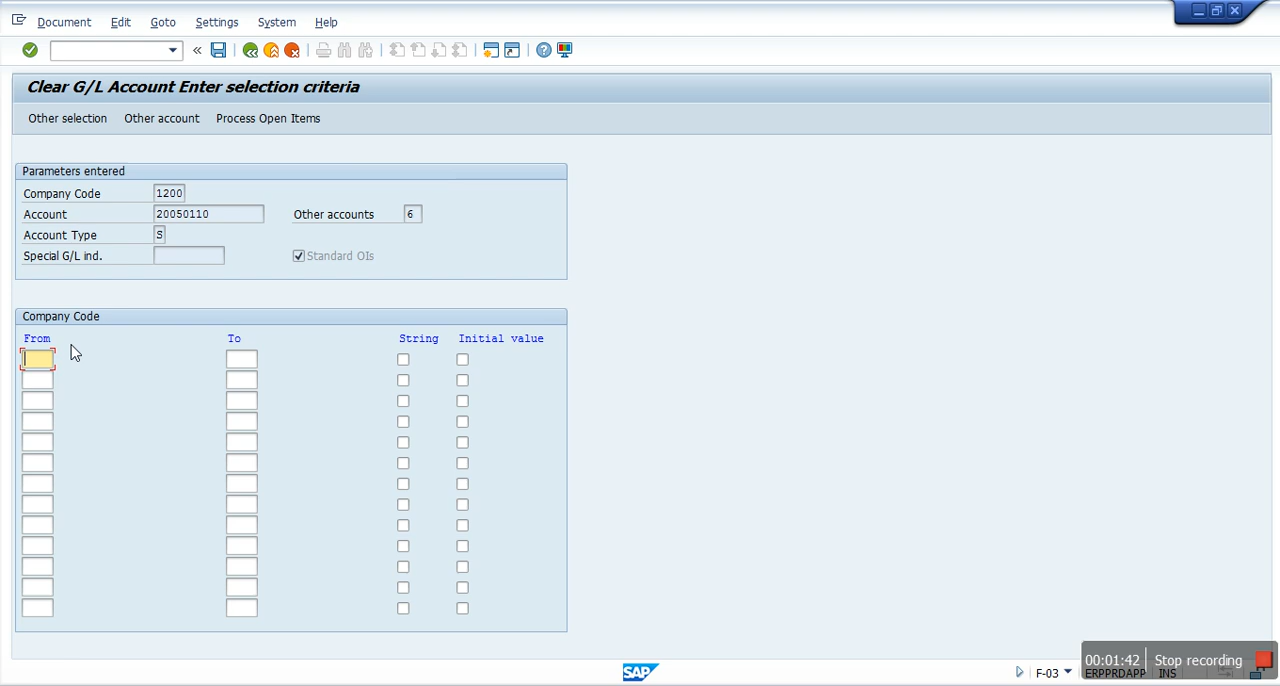 Document Edit Goto Settings System Help
Clear G/L Account Enter selection criteria
Other selection Other account Process Open Items
Parameters entered
Company Code 1200
Account 20050110 Other accounts 6
Account Type S
Special G/L ind. Standard OIs
Company Code
From To String Initial value
SAP
F-03 ERPPRDAPP INS
00:01:42 Stop recording